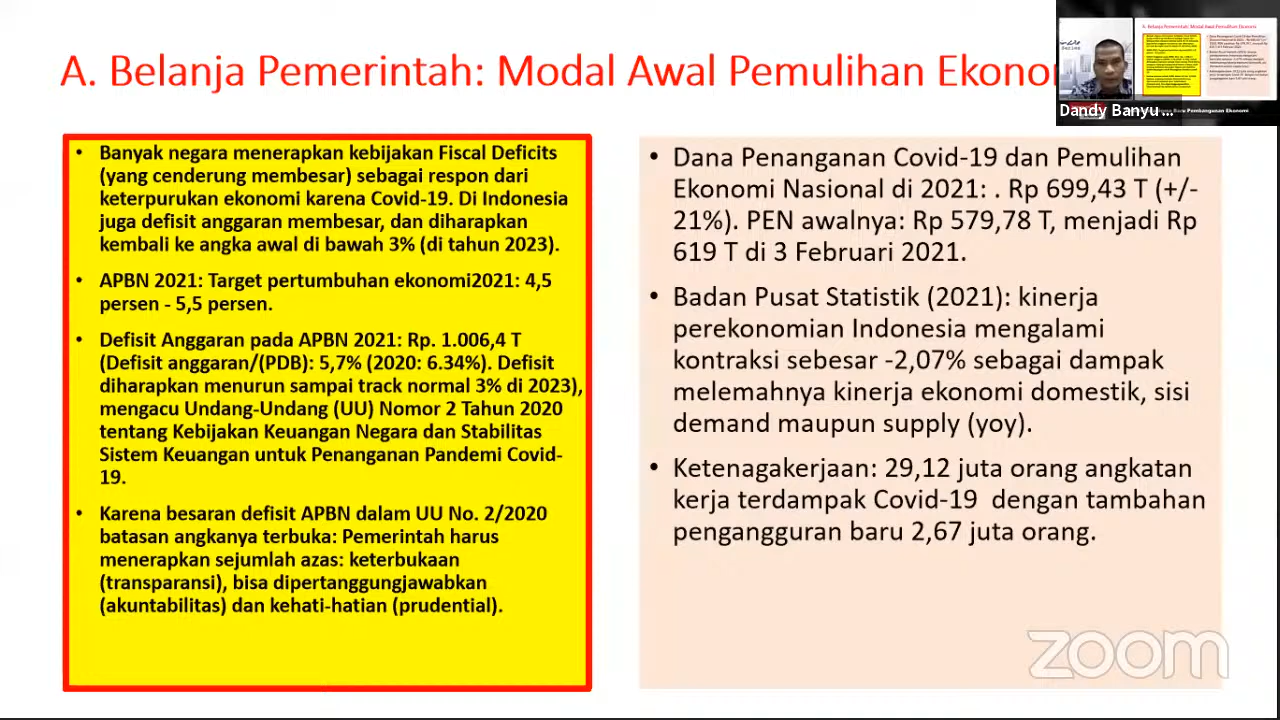 A. Belanja Pemerintah: Modal Awal Pemulihan Ekono
• Banyak negara menerapkan kebijakan Fiscal Deficits
(yang cenderung membesar) sebagai respon dari
keterpurukan ekonomi karena Covid-19. Di Indonesia
juga defisit anggaran membesar, dan diharapkan
kembali ke angka awal di bawah 3% (di tahun 2023).
• APBN 2021: Target pertumbuhan ekonomi2021: 4,5
persen - 5,5 persen.
• Defisit Anggaran pada APBN 2021: Rp. 1.006,4 T
(Defisit anggaran/(PDB): 5,7% (2020: 6.34%). Defisit
diharapkan menurun sampai track normal 3% di 2023),
mengacu Undang-Undang (UU) Nomor 2 Tahun 2020
tentang Kebijakan Keuangan Negara dan Stabilitas
Sistem Keuangan untuk Penanganan Pandemi Covid-
19.
• Karena besaran defisit APBN dalam UU No. 2/2020
batasan angkanya terbuka: Pemerintah harus
menerapkan sejumlah azas: keterbukaan
(transparansi), bisa dipertanggungjawabkan
(akuntabilitas) dan kehati-hatian (prudential).
• Dana Penanganan Covid-19 dan Pemulihan
Ekonomi Nasional di 2021: . Rp 699,43 T (+/-
21%). PEN awalnya: Rp 579,78 T, menjadi Rp
619 T di 3 Februari 2021.
• Badan Pusat Statistik (2021): kinerja
perekonomian Indonesia mengalami
kontraksi sebesar -2,07% sebagai dampak
melemahnya kinerja ekonomi domestik, sisi
demand maupun supply (yoy).
• Ketenagakerjaan: 29,12 juta orang angkatan
kerja terdampak Covid-19 dengan tambahan
pengangguran baru 2,67 juta orang.
A. Belanja Pemerintah: Modal Awal Pemulihan Ekonomi
Dandy Banyu ...
Baru Pembangunan Ekonomi
zoom